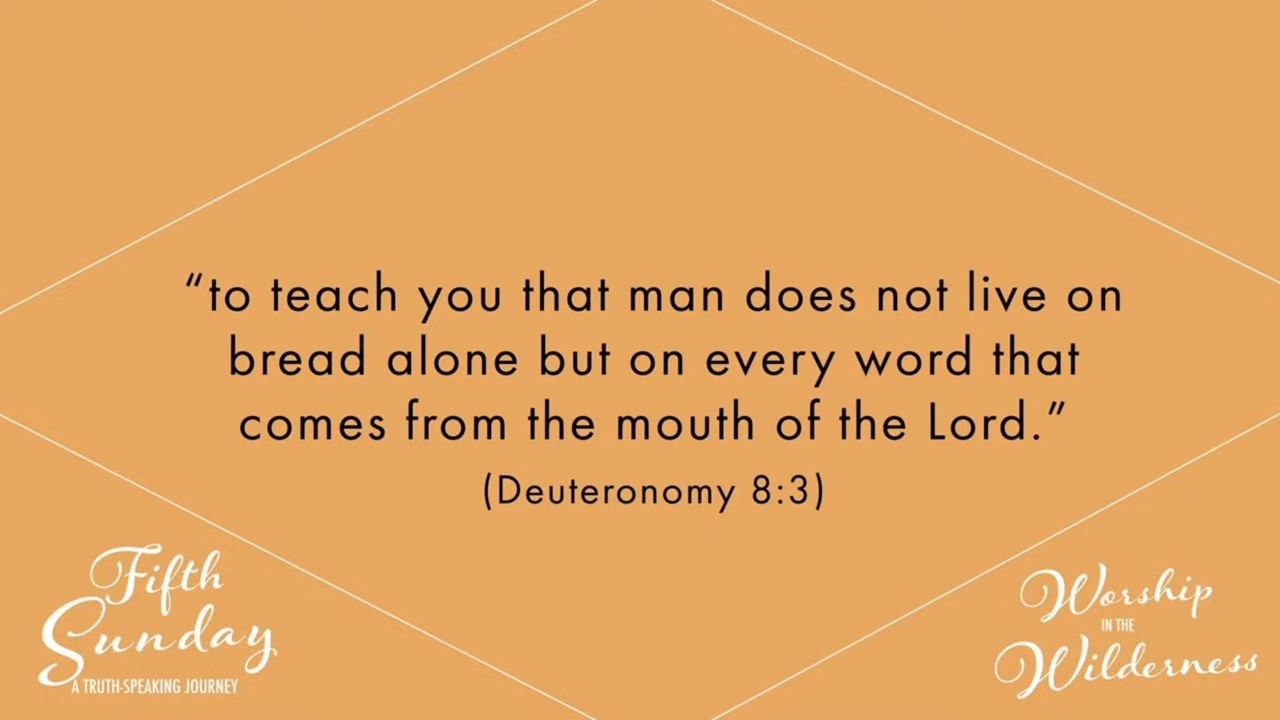 “to teach you that man does not live on
bread alone but on every word that
comes from the mouth of the Lord.”
(Deuteronomy 8:3)
Fifth
Sunday
A TRUTH-SPEAKING JOURNEY
Worship
IN THE
Wilderness